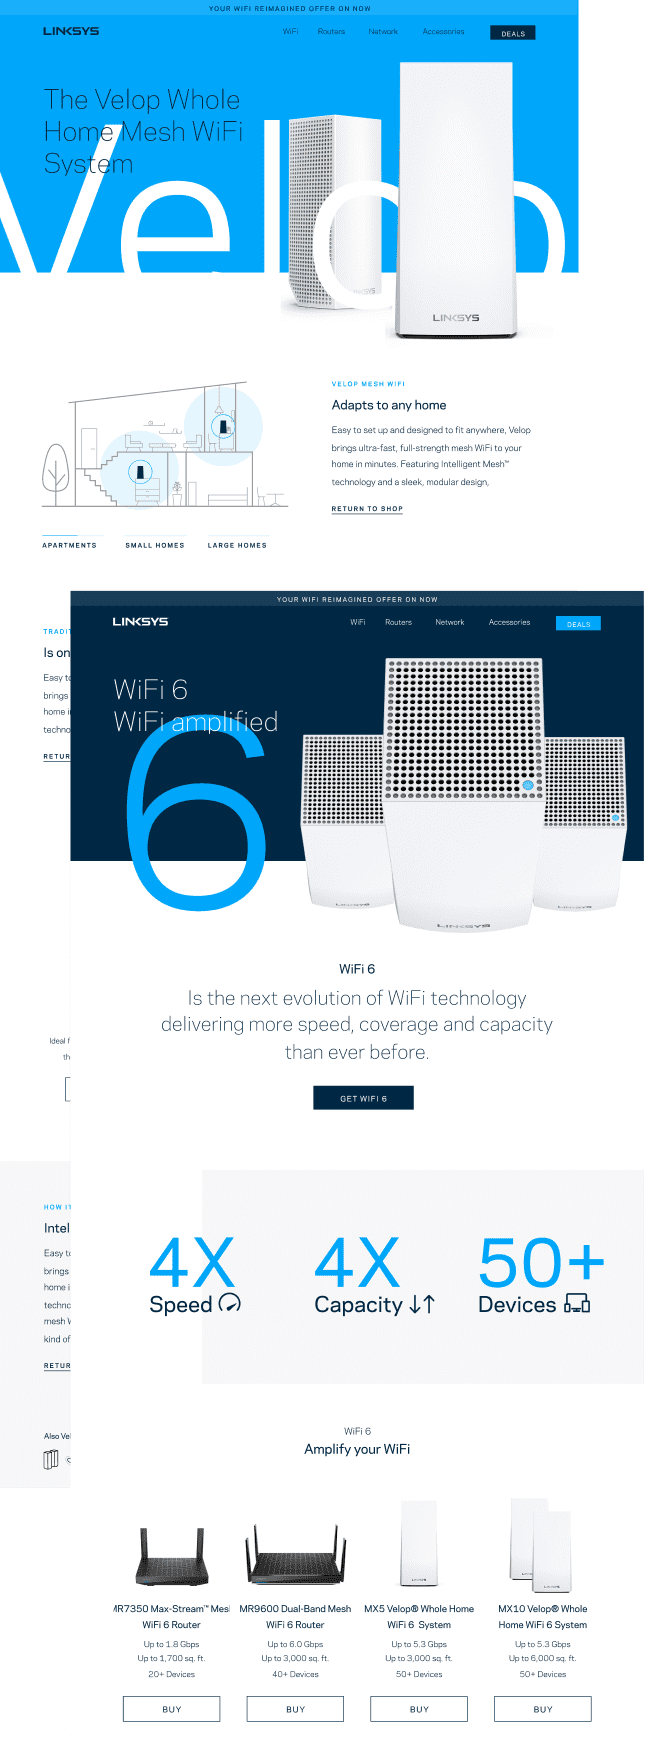 YOUR WIFI REIMAGINED OFFER ON NOW
LINKSYS
WiFi Routers Network Accessories DEALS
The Velop Whole
Home Mesh WiFi
System
Velop
LINKSYS
LINKSYS
VELOP MESH WIFI
Adapts to any home
Easy to set up and designed to fit anywhere, Velop
brings ultra-fast, full-strength mesh WiFi to your
home in minutes. Featuring Intelligent Mesh™
technology and a sleek, modular design,
RETURN TO SHOP
APARTMENTS SMALL HOMES LARGE HOMES
TRADIT
Is on
Easy to
brings
home in
techno
RETUR
Ideal f
th
HOW IT
Intel
Easy to
brings
home i
techno
mesh W
kind of
RETUR
Also Vel
YOUR WIFI REIMAGINED OFFER ON NOW
LINKSYS
WiFi Routers Network Accessories DEALS
WiFi 6
WiFi amplified
6
LINKSYS
LINKSYS
LINKSYS
WiFi 6
Is the next evolution of WiFi technology
delivering more speed, coverage and capacity
than ever before.
GET WIFI 6
4X
Speed
4X
Capacity
50+
Devices
WiFi 6
Amplify your WiFi
MR7350 Max-Stream™ Mesh
WiFi 6 Router
Up to 1.8 Gbps
Up to 1,700 sq. ft.
20+ Devices
BUY
MR9600 Dual-Band Mesh
WiFi 6 Router
Up to 6.0 Gbps
Up to 3,000 sq. ft.
40+ Devices
BUY
LINKSYS
MX5 Velop® Whole Home
WiFi 6 System
Up to 5.3 Gbps
Up to 3,000 sq. ft.
50+ Devices
BUY
LINKSYS
MX10 Velop® Whole
Home WiFi 6 System
Up to 5.3 Gbps
Up to 6,000 sq. ft.
50+ Devices
BUY